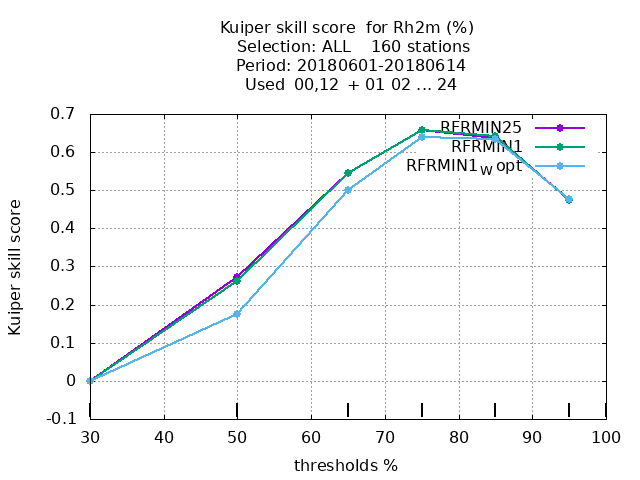 Kuiper skill score for Rh2m (%)
Selection: ALL 160 stations
Period: 20180601-20180614
Used 00,12 + 01 02 ... 24
RFRMIN25
RFRMIN1
RFRMIN1W opt
0.7
0.6
0.5
0.4
0.3
0.2
0.1
0
-0.1
Kuiper skill score
30 40 50 60 70 80 90 100
thresholds %